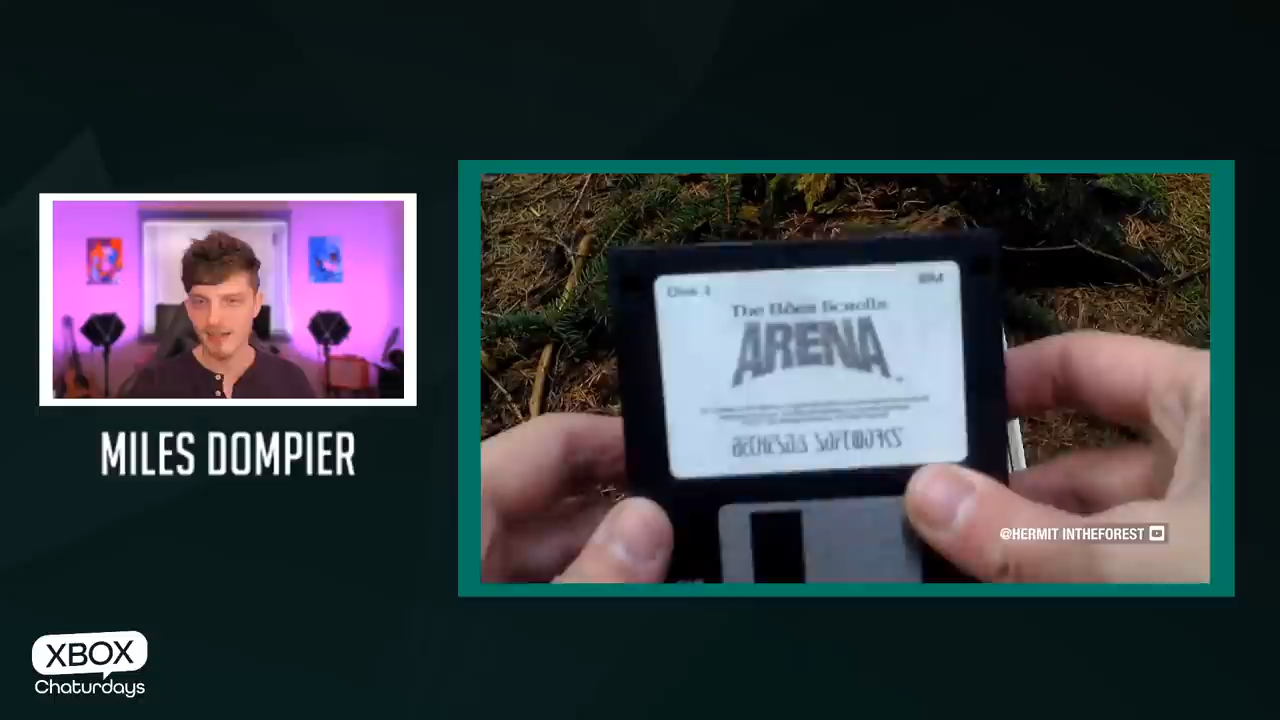 Disk 1
IBM
The Elder Scrolls
ARENA
BETHESDA SOFTWORKS
@HERMIT INTHEFOREST
MILES DOMPIER
XBOX
Chaturdays